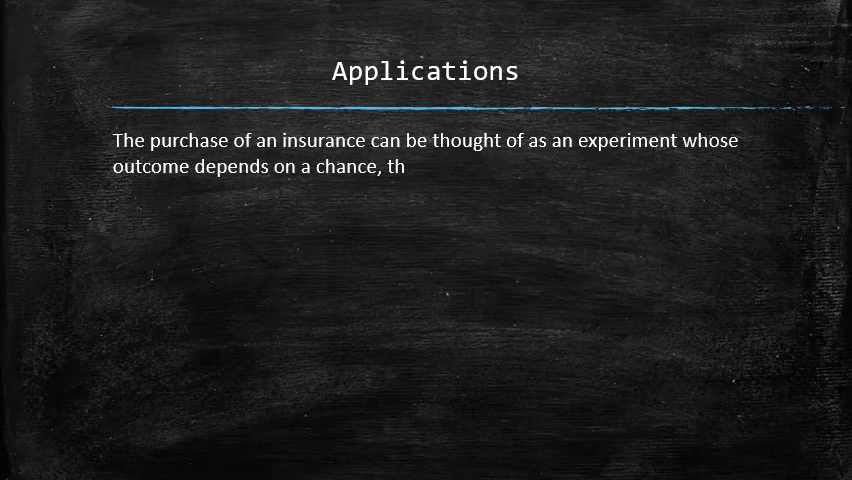 Applications
The purchase of an insurance can be thought of as an experiment whose
outcome depends on a chance, th